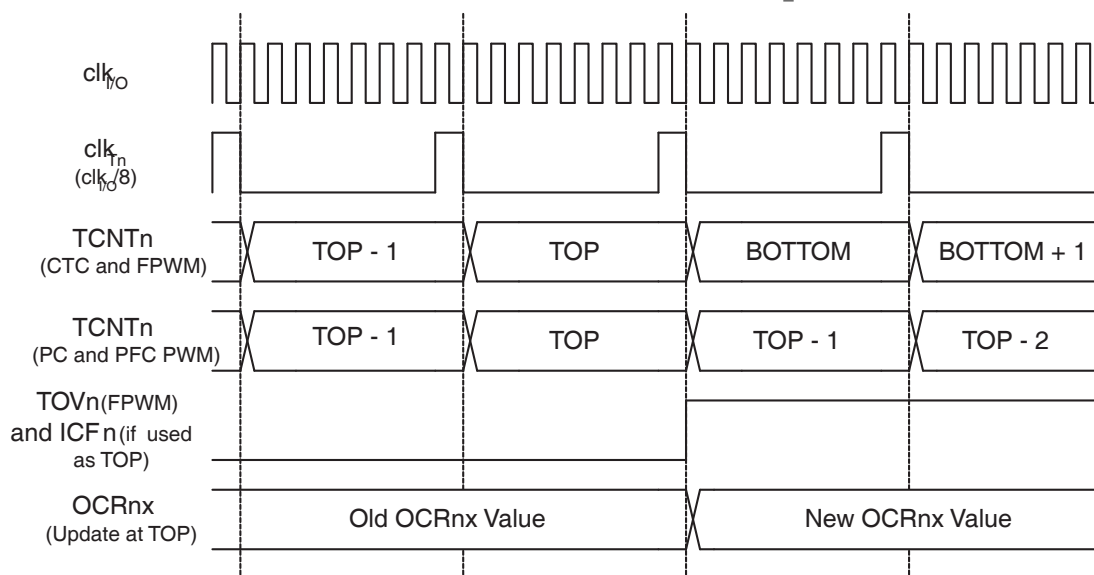 clkI/O
clkTn
(clkI/O/8)
TCNTn
(CTC and FPWM)
TOP - 1 TOP BOTTOM BOTTOM + 1
TCNTn
(PC and PFC PWM)
TOP - 1 TOP TOP - 1 TOP - 2
TOVn(FPWM)
and ICFn(if used
as TOP)
OCRnx
(Update at TOP)
Old OCRnx Value New OCRnx Value